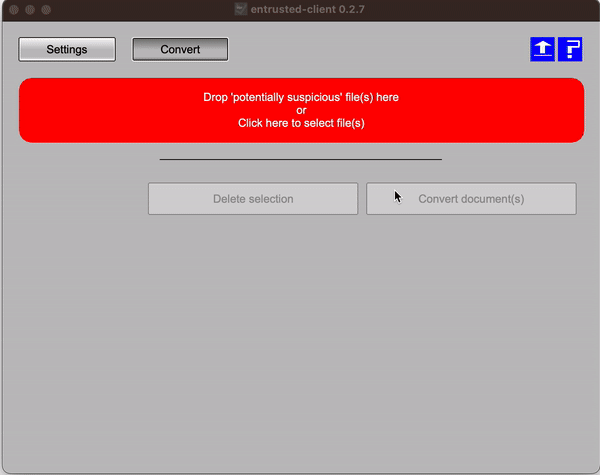 entrusted-client 0.2.7
Settings
Convert
?
Drop 'potentially suspicious' file(s) here
or
Click here to select file(s)
Delete selection
Convert document(s)